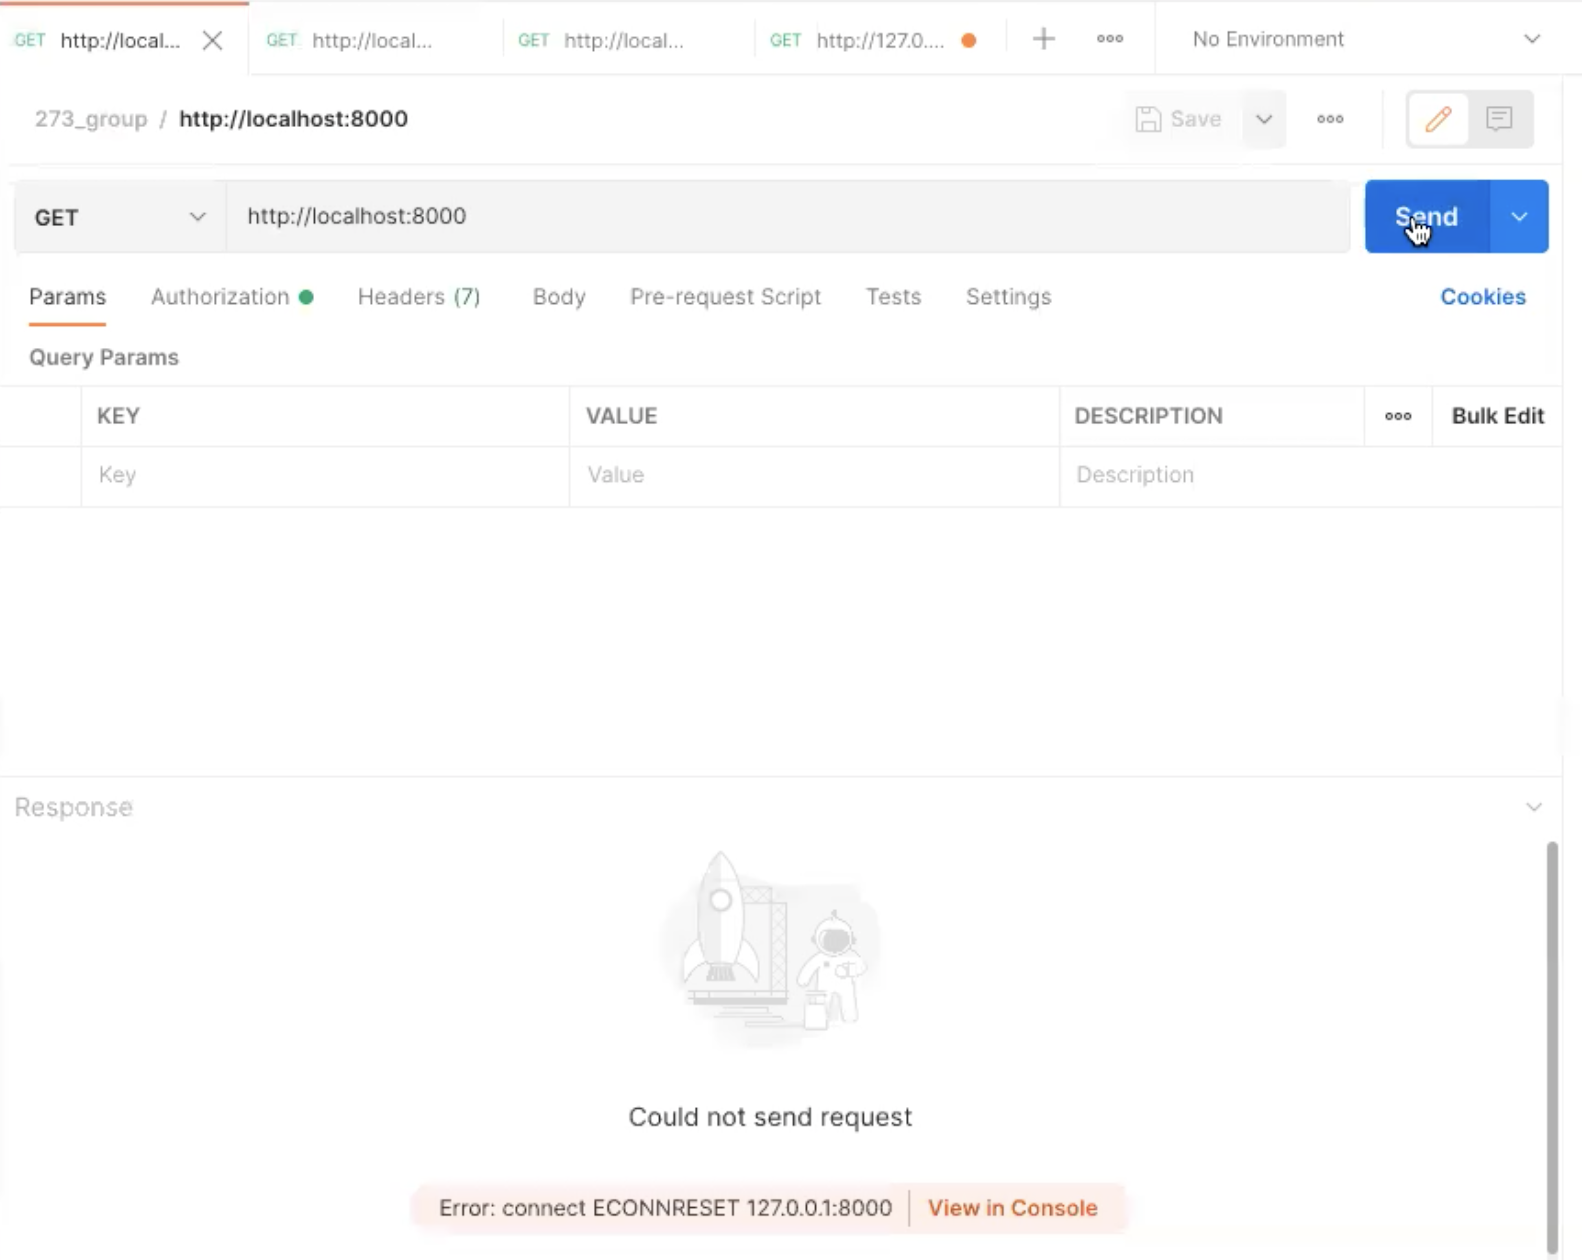 GET http://local... GET http://local... GET http://local... GET http://127.0.... No Environment
273_group / http://localhost:8000 Save
GET http://localhost:8000 Send
Params Authorization Headers (7) Body Pre-request Script Tests Settings Cookies
Query Params
KEY VALUE DESCRIPTION Bulk Edit
Key Value Description
Response
Could not send request
Error: connect ECONNRESET 127.0.0.1:8000 View in Console